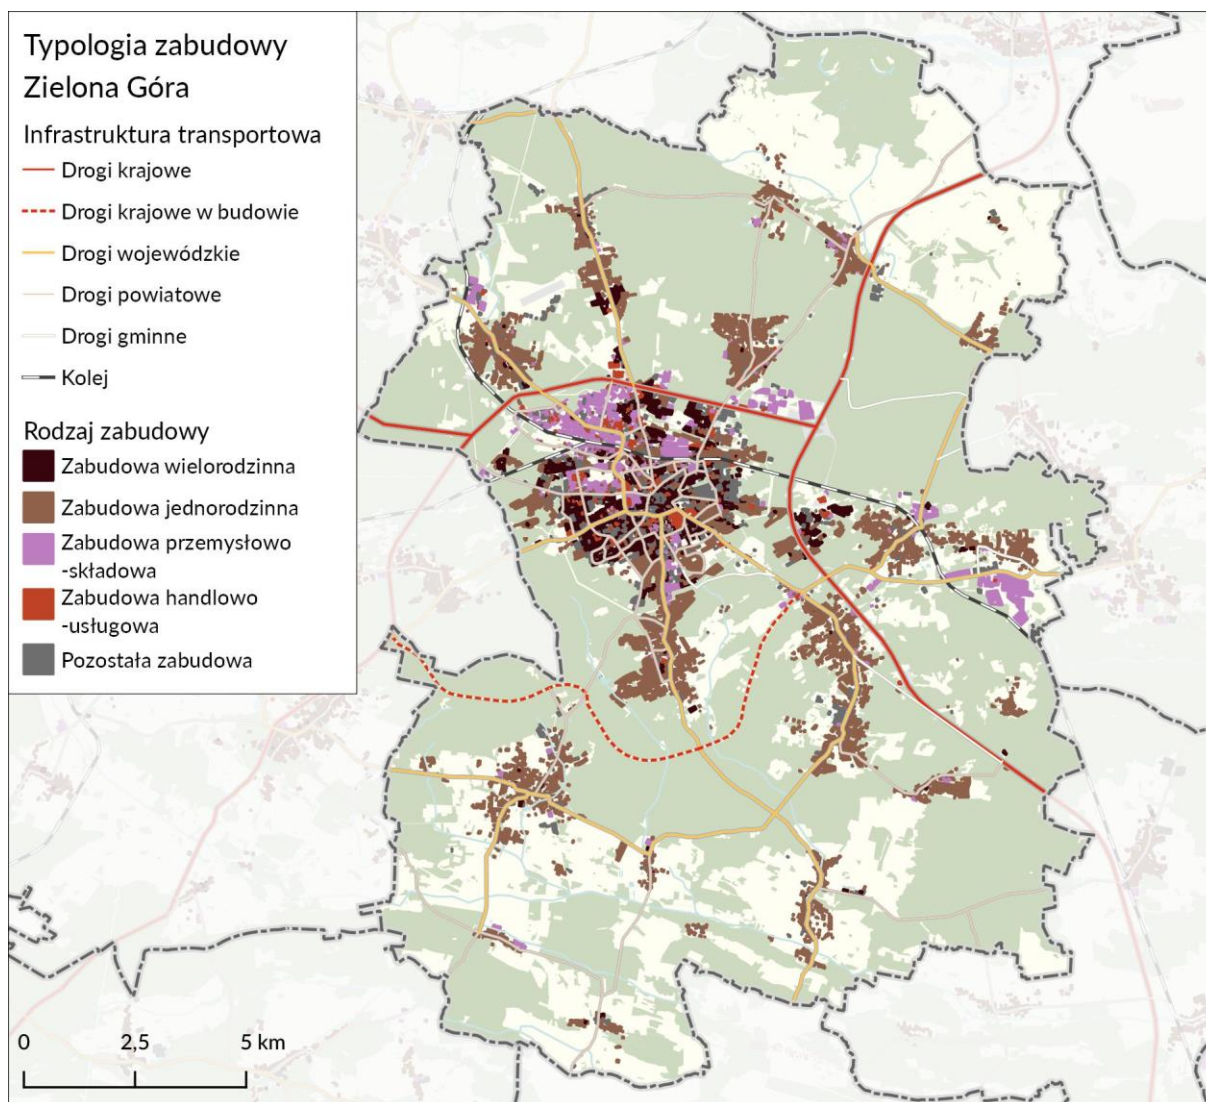 Typologia zabudowy
Zielona Góra
Infrastruktura transportowa
Drogi krajowe
Drogi krajowe w budowie
Drogi wojewódzkie
Drogi powiatowe
Drogi gminne
Kolej
Rodzaj zabudowy
Zabudowa wielorodzinna
Zabudowa jednorodzinna
Zabudowa przemysłowo
-składowa
Zabudowa handlowo
-usługowa
Pozostała zabudowa
0 2,5 5 km